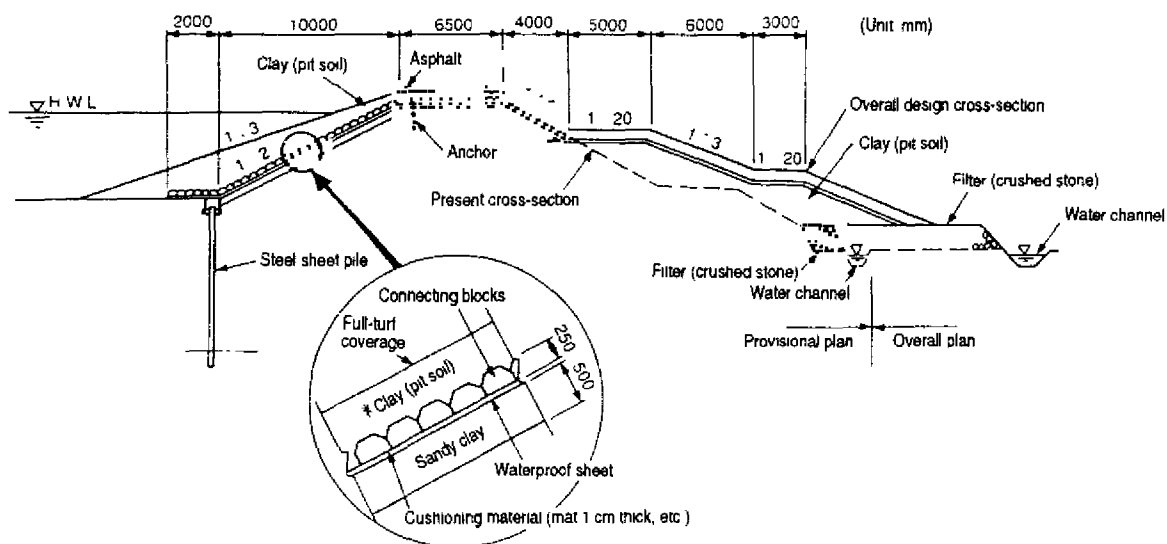 2000 10000 6500 4000 5000 6000 3000 (Unit mm)
Clay (pit soil)
Asphalt
H W L
1 : 3
1 2
Anchor
1 20
1 : 3
1 20
Overall design cross-section
Clay (pit soil)
Present cross-section
Filter (crushed stone)
Water channel
Steel sheet pile
Filter (crushed stone)
Water channel
Connecting blocks
Full-turf
coverage
250
500
Provisional plan
Overall plan
* Clay (pit soil)
Sandy clay
Waterproof sheet
Cushioning material (mat 1 cm thick, etc )